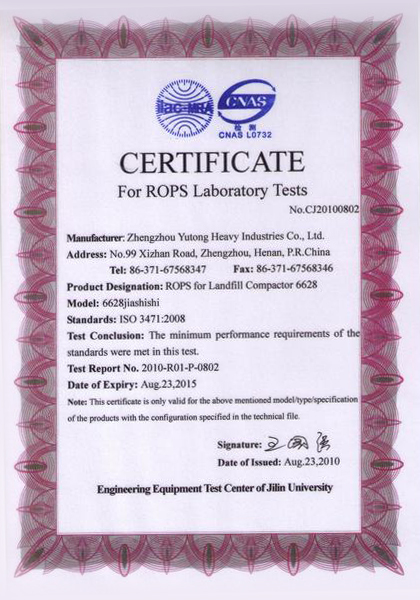 ilac-MRA
CNAS
检 测
CNAS L0732
CERTIFICATE
For ROPS Laboratory Tests
No.CJ20100802
Manufacturer: Zhengzhou Yutong Heavy Industries Co., Ltd.
Address: No.99 Xizhan Road, Zhengzhou, Henan, P.R.China
Tel: 86-371-67568347 Fax: 86-371-67568346
Product Designation: ROPS for Landfill Compactor 6628
Model: 6628jiashishi
Standards: ISO 3471:2008
Test Conclusion: The minimum performance requirements of the
standards were met in this test.
Test Report No. 2010-R01-P-0802
Date of Expiry: Aug.23,2015
Note: This certificate is only valid for the above mentioned model/type/specification
of the products with the configuration specified in the technical file.
Signature:
Date of Issued: Aug.23,2010
Engineering Equipment Test Center of Jilin University